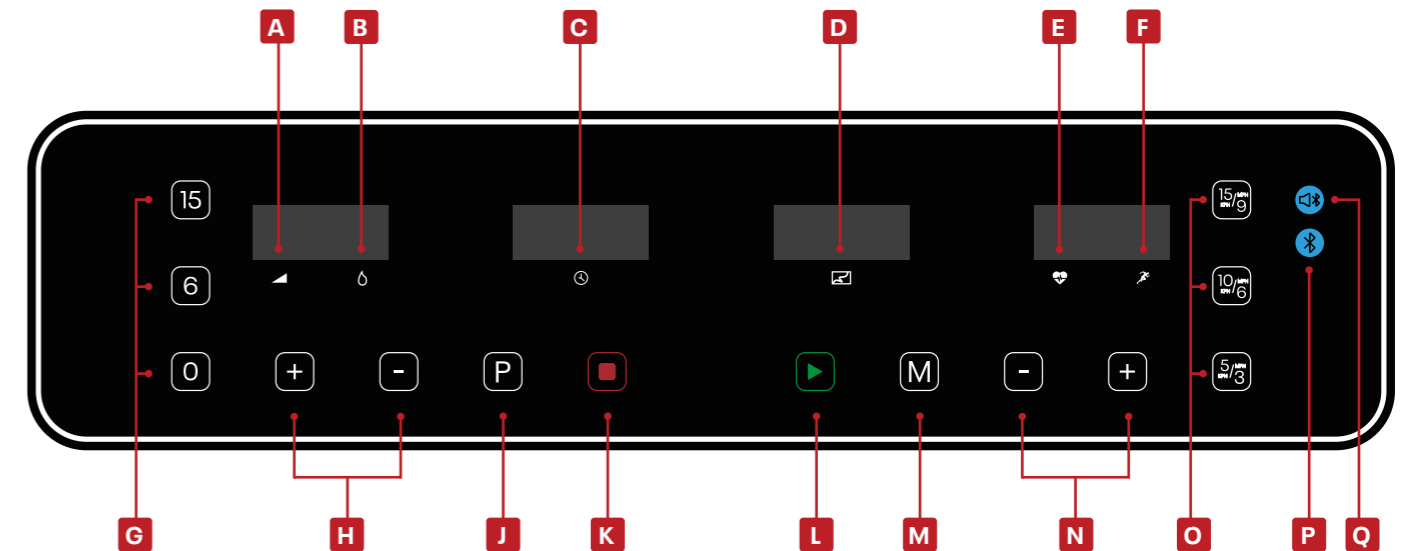 A B C D E F
15
15 KPH / MPH 9
6
10 KPH / MPH 6
0 + - P M - + 5 KPH / MPH 3
G H J K L M N O P Q